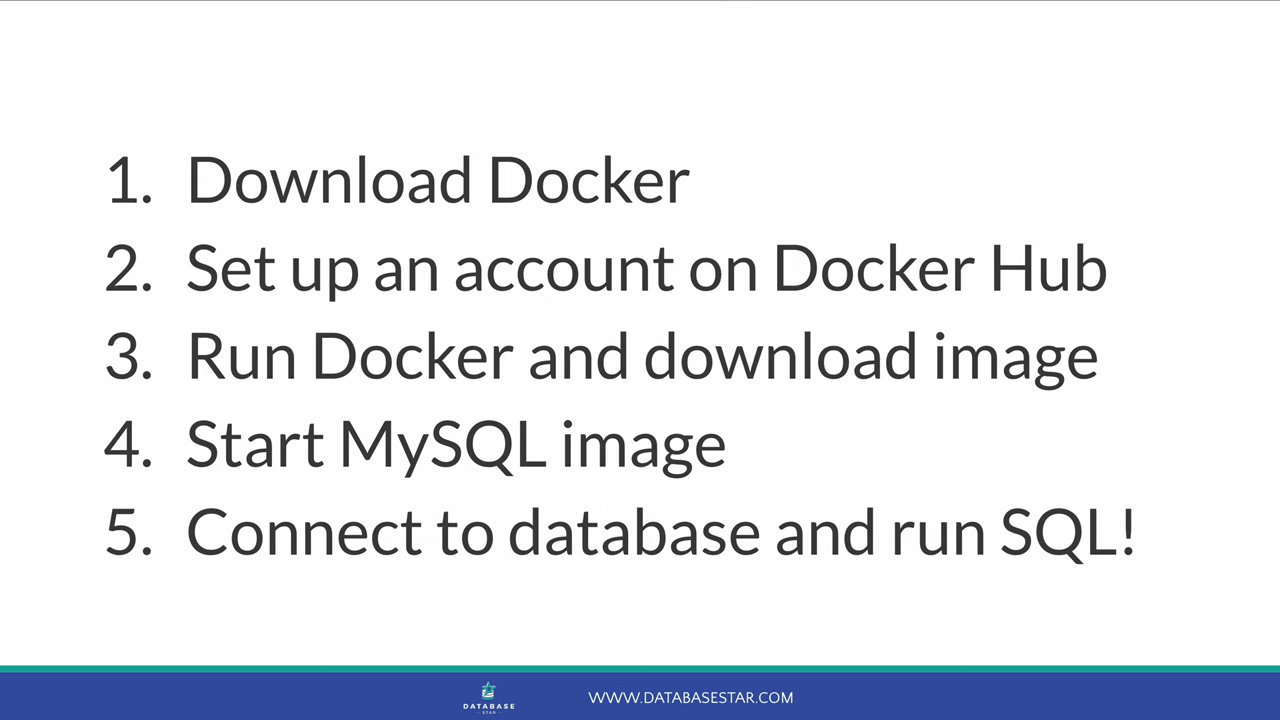 1. Download Docker
2. Set up an account on Docker Hub
3. Run Docker and download image
4. Start MySQL image
5. Connect to database and run SQL!
DATABASE
STAR
WWW.DATABASESTAR.COM